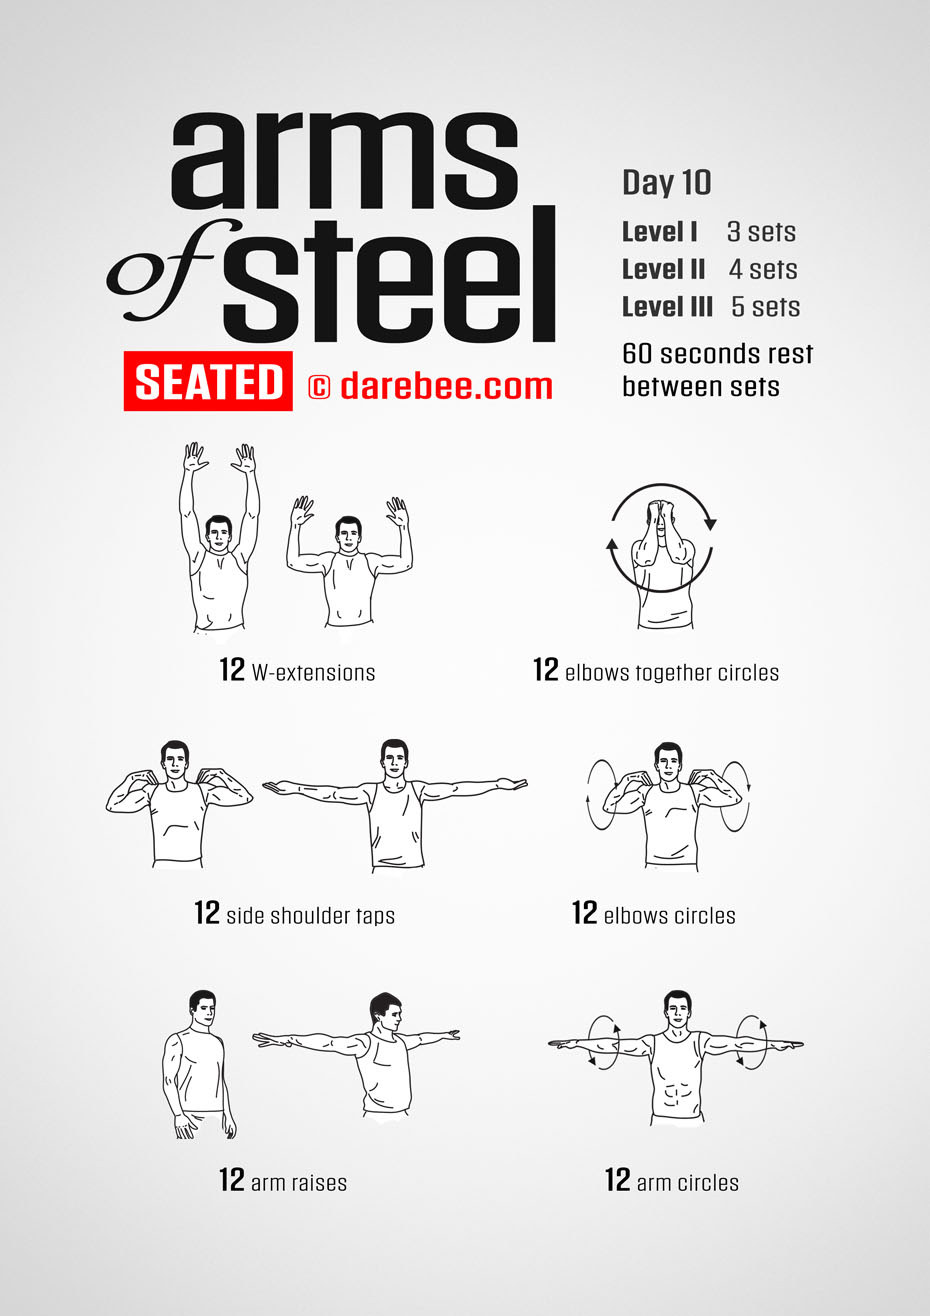 arms
of steel
SEATED © darebee.com
Day 10
Level I 3 sets
Level II 4 sets
Level III 5 sets
60 seconds rest
between sets
12 W-extensions
12 elbows together circles
12 side shoulder taps
12 elbows circles
12 arm raises
12 arm circles